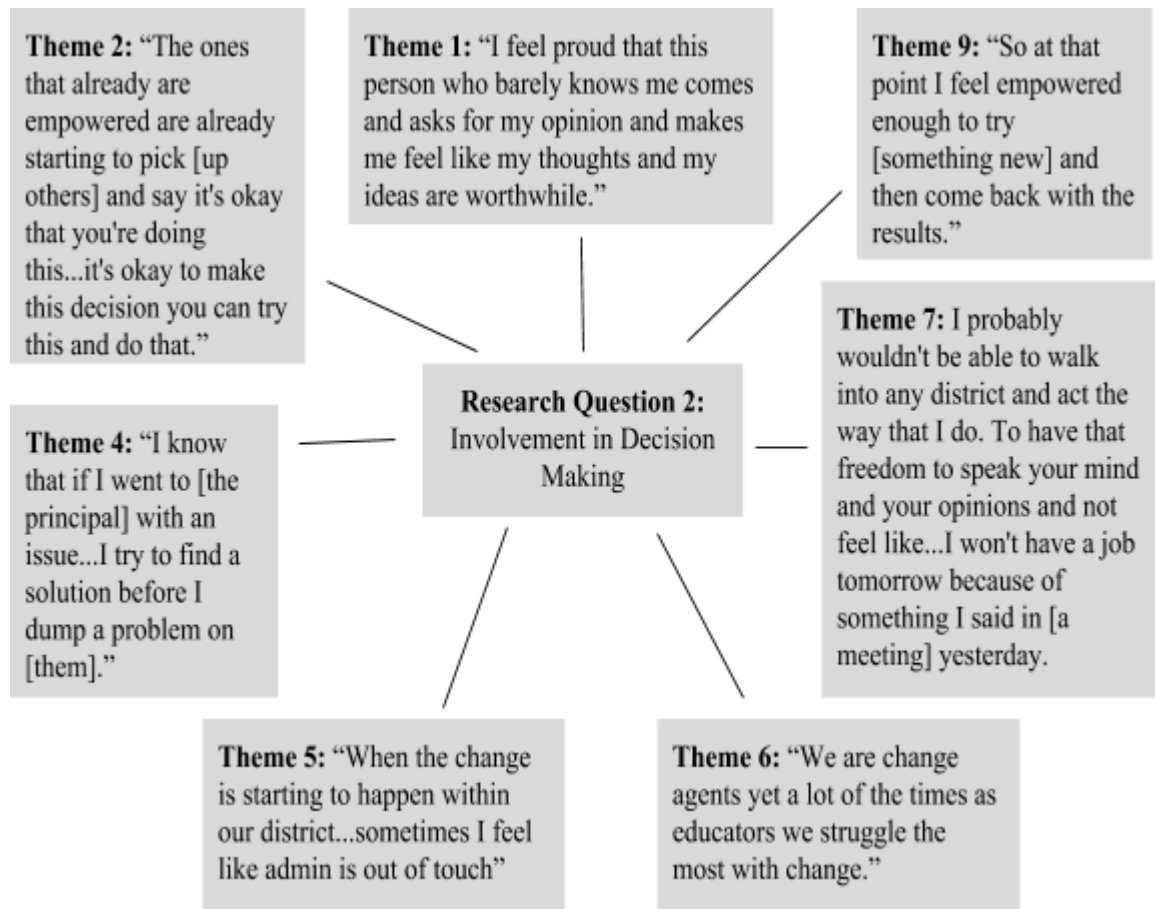 Theme 2: “The ones
that already are
empowered are already
starting to pick [up
others] and say it's okay
that you're doing
this...it's okay to make
this decision you can try
this and do that.”
Theme 1: “I feel proud that this
person who barely knows me comes
and asks for my opinion and makes
me feel like my thoughts and my
ideas are worthwhile.”
Theme 9: “So at that
point I feel empowered
enough to try
[something new] and
then come back with the
results.”
Theme 7: I probably
wouldn't be able to walk
into any district and act the
way that I do. To have that
freedom to speak your mind
and your opinions and not
feel like...I won't have a job
tomorrow because of
something I said in [a
meeting] yesterday.
Research Question 2:
Involvement in Decision
Making
Theme 4: “I know
that if I went to [the
principal] with an
issue...I try to find a
solution before I
dump a problem on
[them].”
Theme 5: “When the change
is starting to happen within
our district...sometimes I feel
like admin is out of touch”
Theme 6: “We are change
agents yet a lot of the times as
educators we struggle the
most with change.”